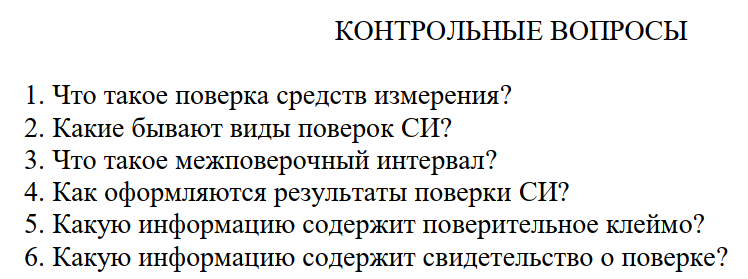 КОНТРОЛЬНЫЕ ВОПРОСЫ
1. Что такое поверка средств измерения?
2. Какие бывают виды поверок СИ?
3. Что такое межповерочный интервал?
4. Как оформляются результаты поверки СИ?
5. Какую информацию содержит поверительное клеймо?
6. Какую информацию содержит свидетельство о поверке?